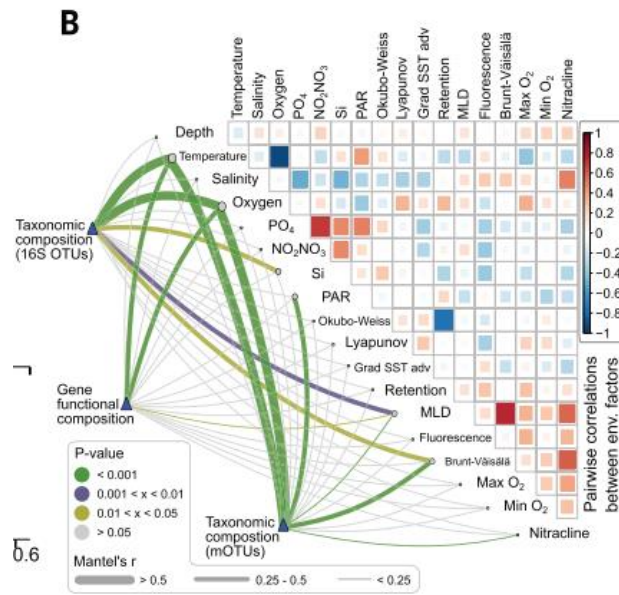 B
Temperature
Salinity
Oxygen
PO₄
NO₂NO₃
Si
PAR
Okubo-Weiss
Lyapunov
Grad SST adv
Retention
MLD
Fluorescence
Brunt-Väisälä
Max O₂
Min O₂
Nitracline
Depth
Temperature
Salinity
Oxygen
PO₄
NO₂NO₃
Si
PAR
Okubo-Weiss
Lyapunov
Grad SST adv
Retention
MLD
Fluorescence
Brunt-Väisälä
Max O₂
Min O₂
Nitracline
1
0.8
0.6
0.4
0.2
0
-0.2
-0.4
-0.6
-0.8
-1
Pairwise correlations
between env. factors
Taxonomic
composition
(16S OTUs)
Gene
functional
composition
Taxonomic
compostion
(mOTUs)
P-value
< 0.001
0.001 < x < 0.01
0.01 < x < 0.05
> 0.05
Mantel's r
> 0.5
0.25 - 0.5
< 0.25
0.6